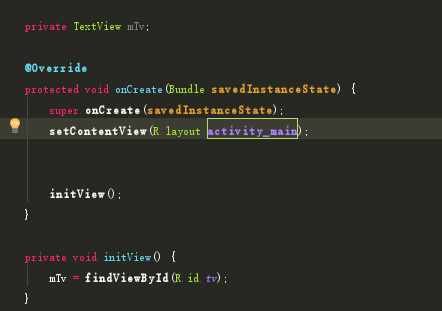 private TextView mTv;
@Override
protected void onCreate(Bundle savedInstanceState) {
super.onCreate(savedInstanceState);
setContentView(R.layout.activity_main);
initView();
}
private void initView() {
mTv = findViewById(R.id.tv);
}